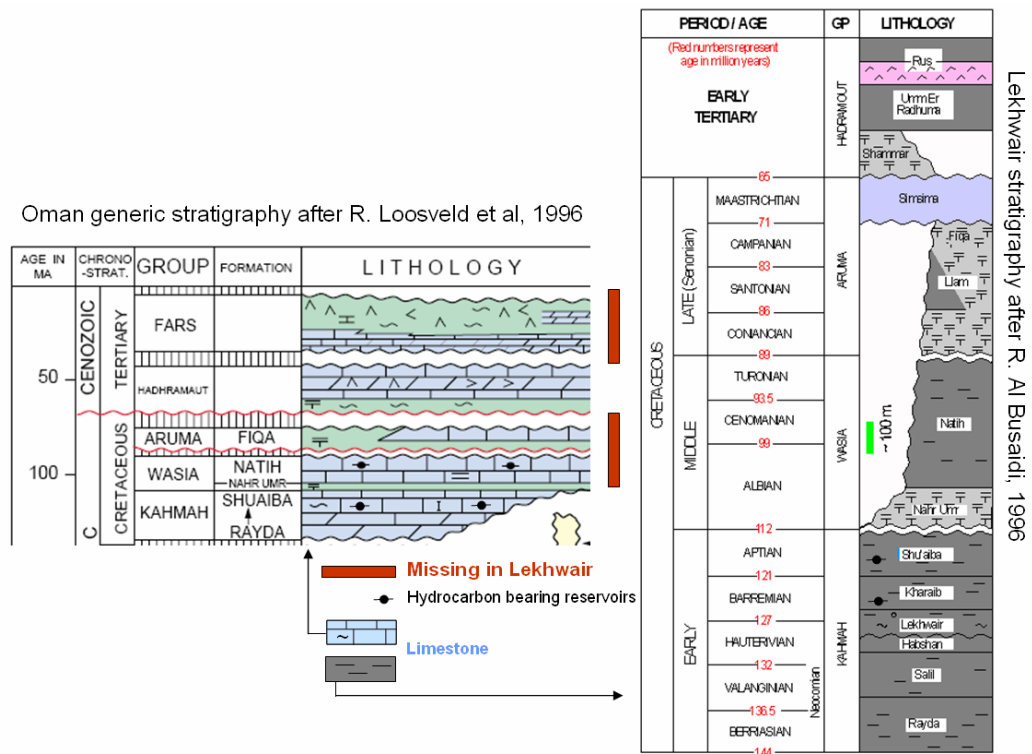 Oman generic stratigraphy after R. Loosveld et al, 1996
AGE IN
MA
CHRONO
-STRAT.
GROUP
FORMATION
LITHOLOGY
CENOZOIC
TERTIARY
FARS
50
HADHRAMAUT
C
CRETACEOUS
ARUMA
FIQA
100
WASIA
NATIH
NAHR UMR
KAHMAH
SHUAIBA
RAYDA
Missing in Lekhwair
Hydrocarbon bearing reservoirs
Limestone
PERIOD / AGE
GP
LITHOLOGY
(Red numbers represent
age in million years)
EARLY
TERTIARY
HADRAMOUT
Rus
Umm Er
Radhuma
Shammar
65
CRETACEOUS
LATE (Senonian)
MAASTRICHTIAN
ARUMA
Simsima
71
CAMPANIAN
Fiqa
83
SANTONIAN
Llam
86
CONIANCIAN
89
MIDDLE
TURONIAN
WASIA
93.5
CENOMANIAN
~100 m
Natih
99
ALBIAN
Nahr Umr
112
EARLY
APTIAN
KAHMAH
Shu'aiba
121
BARREMIAN
Kharaib
127
HAUTERIVIAN
Lekhwair
Habshan
132
Neocomian
VALANGINIAN
Salil
136.5
BERRIASIAN
Rayda
144
Lekhwair stratigraphy after R. Al Busaidi, 1996